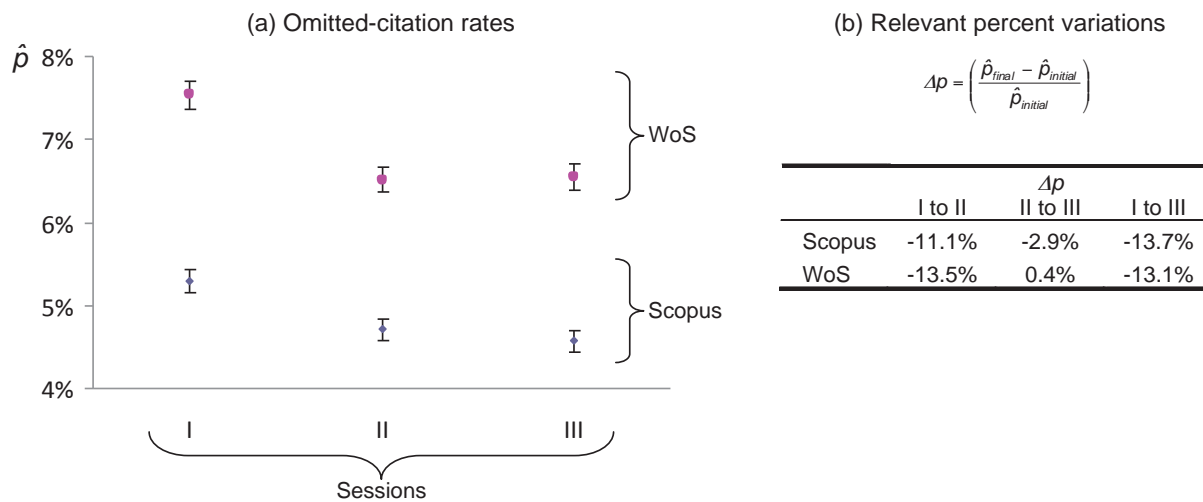 (a) Omitted-citation rates
p̂
8%
7%
6%
5%
4%
WoS
Scopus
I II III
Sessions
(b) Relevant percent variations
Δp = ( (p̂final − p̂initial) / p̂initial )
Δp
I to II II to III I to III
Scopus -11.1% -2.9% -13.7%
WoS -13.5% 0.4% -13.1%